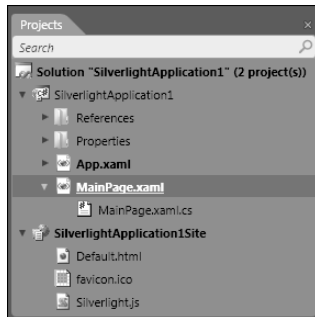 Projects
Search
Solution "SilverlightApplication1" (2 project(s))
SilverlightApplication1
References
Properties
App.xaml
MainPage.xaml
MainPage.xaml.cs
SilverlightApplication1Site
Default.html
favicon.ico
Silverlight.js